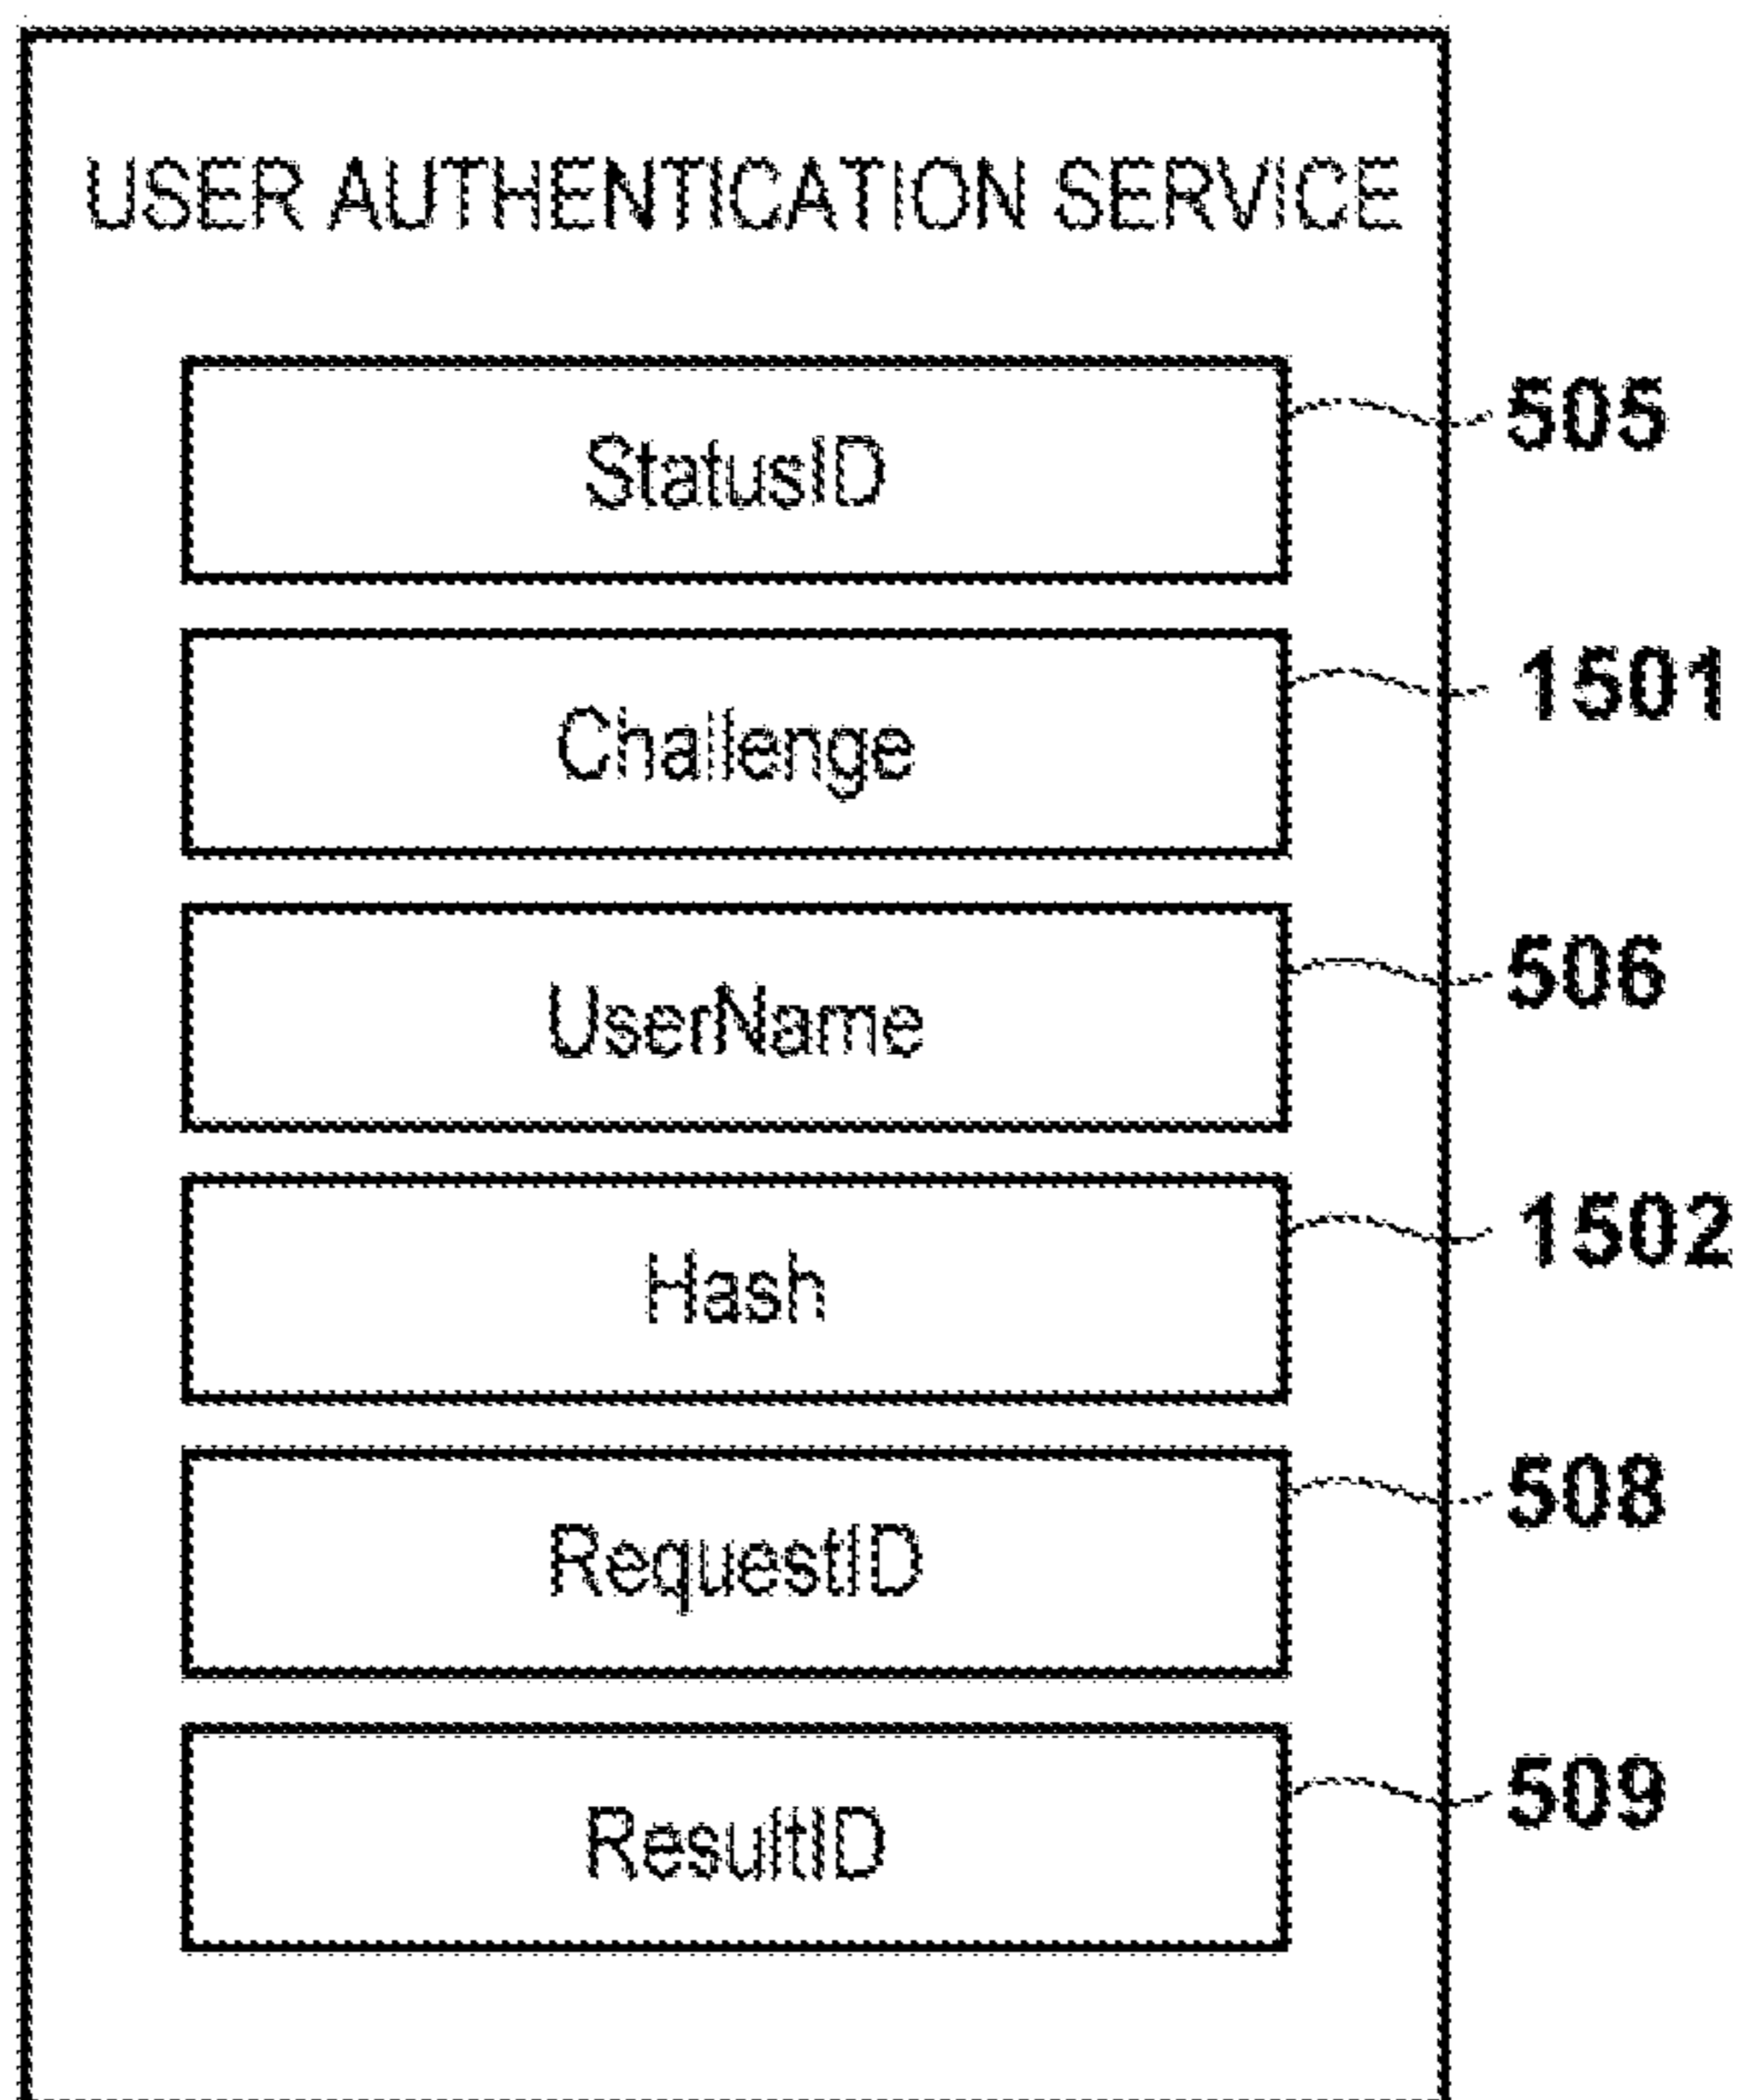 USER AUTHENTICATION SERVICE
StatusID 505
Challenge 1501
UserName 506
Hash 1502
RequestID 508
ResultID 509